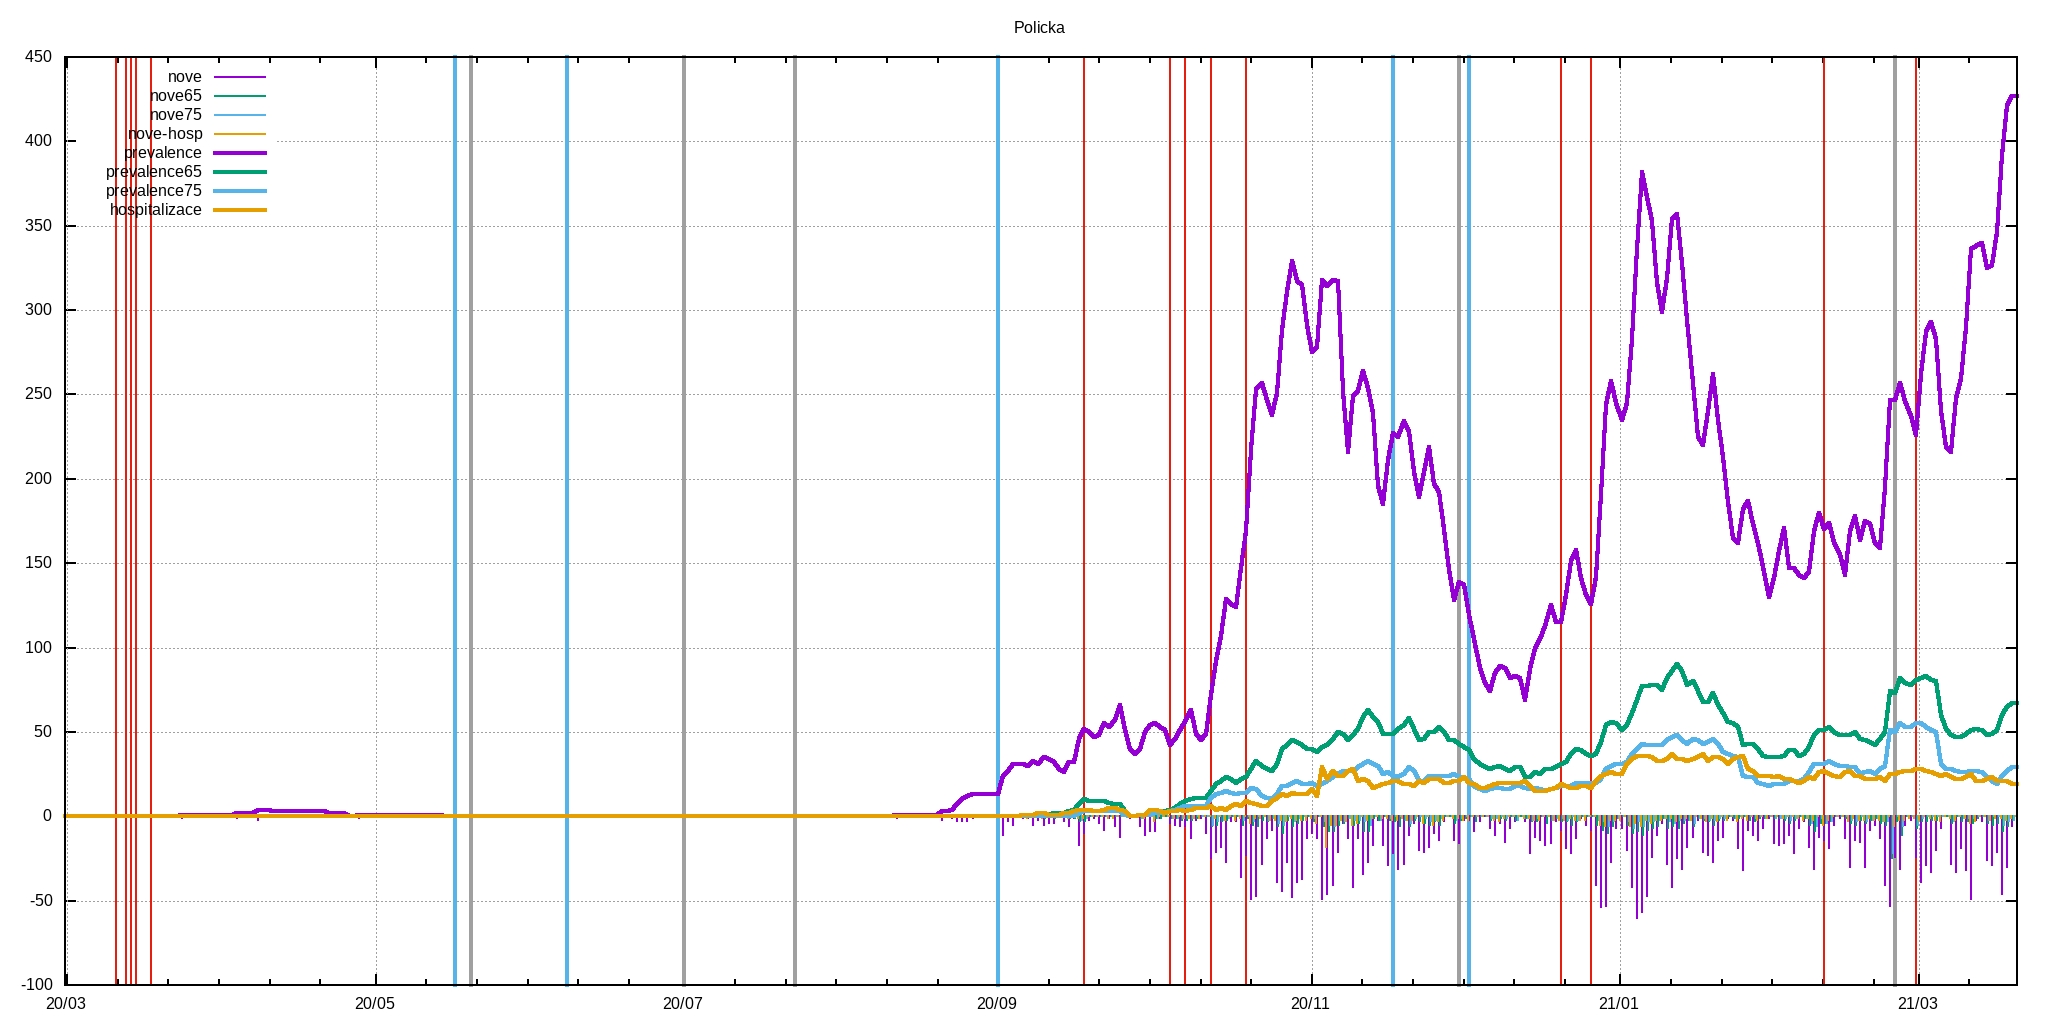 Policka
450
400
350
300
250
200
150
100
50
0
-50
-100
nove
nove65
nove75
nove-hosp
prevalence
prevalence65
prevalence75
hospitalizace
20/03 20/05 20/07 20/09 20/11 21/01 21/03